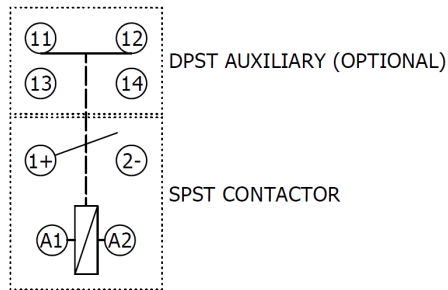 11 12
DPST AUXILIARY (OPTIONAL)
13 14
1+ 2-
SPST CONTACTOR
A1 A2